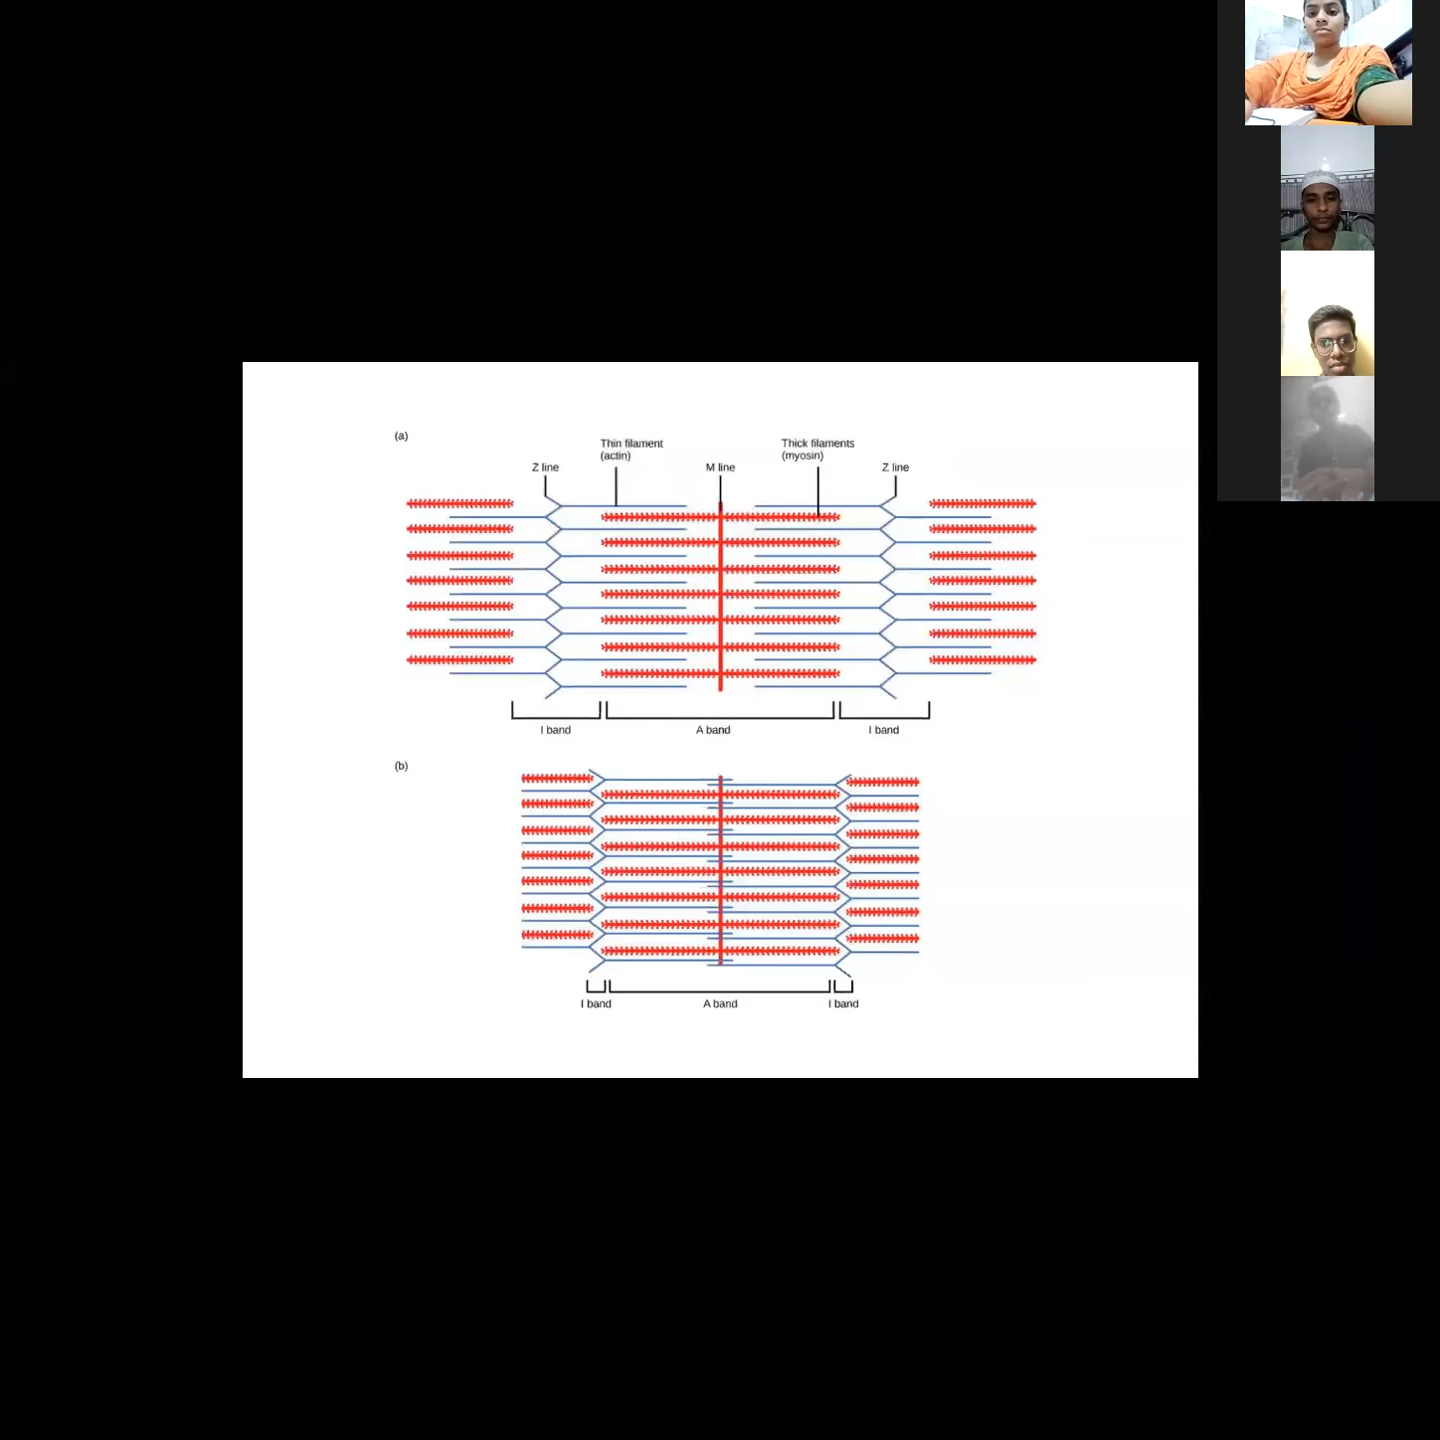 (a)
Thin filament
(actin)
Thick filaments
(myosin)
Z line
M line
Z line
I band
A band
I band
(b)
I band
A band
I band